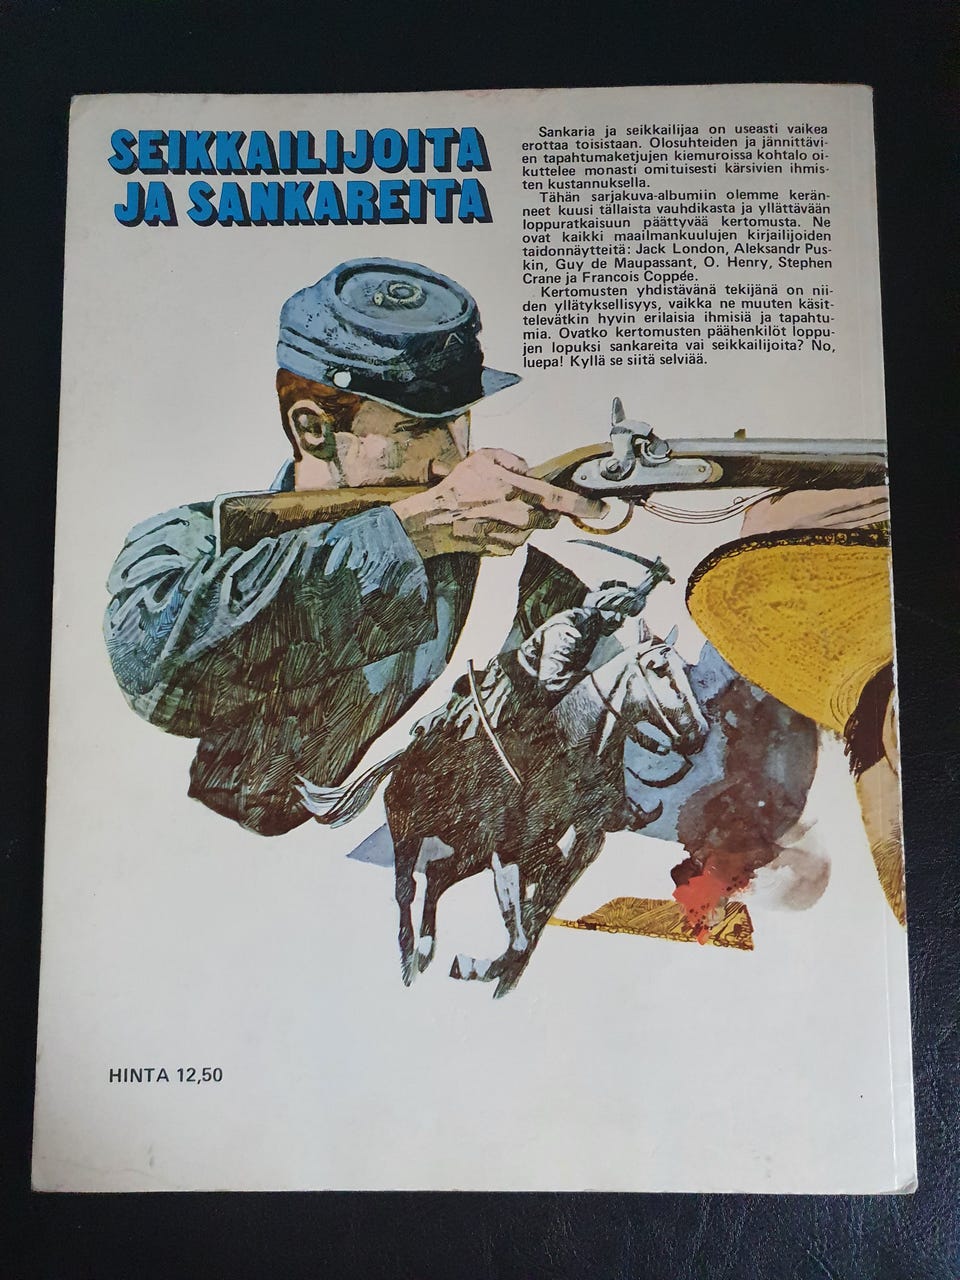 SEIKKAILIJOITA
JA SANKAREITA
Sankaria ja seikkailijaa on useasti vaikea
erottaa toisistaan. Olosuhteiden ja jännittävi-
en tapahtumaketjujen kiemuroissa kohtalo oi-
kuttelee monasti omituisesti kärsivien ihmis-
ten kustannuksella.
Tähän sarjakuva-albumiin olemme kerän-
neet kuusi tällaista vauhdikasta ja yllättävään
loppuratkaisuun päättyvää kertomusta. Ne
ovat kaikki maailmankuulujen kirjailijoiden
taidonnäytteitä: Jack London, Aleksandr Pus-
kin, Guy de Maupassant, O. Henry, Stephen
Crane ja Francois Coppée.
Kertomusten yhdistävänä tekijänä on nii-
den yllätyksellisyys, vaikka ne muuten käsit-
televätkin hyvin erilaisia ihmisiä ja tapahtu-
mia. Ovatko kertomusten päähenkilöt loppu-
jen lopuksi sankareita vai seikkailijoita? No,
luepa! Kyllä se siitä selviää.
HINTA 12,50